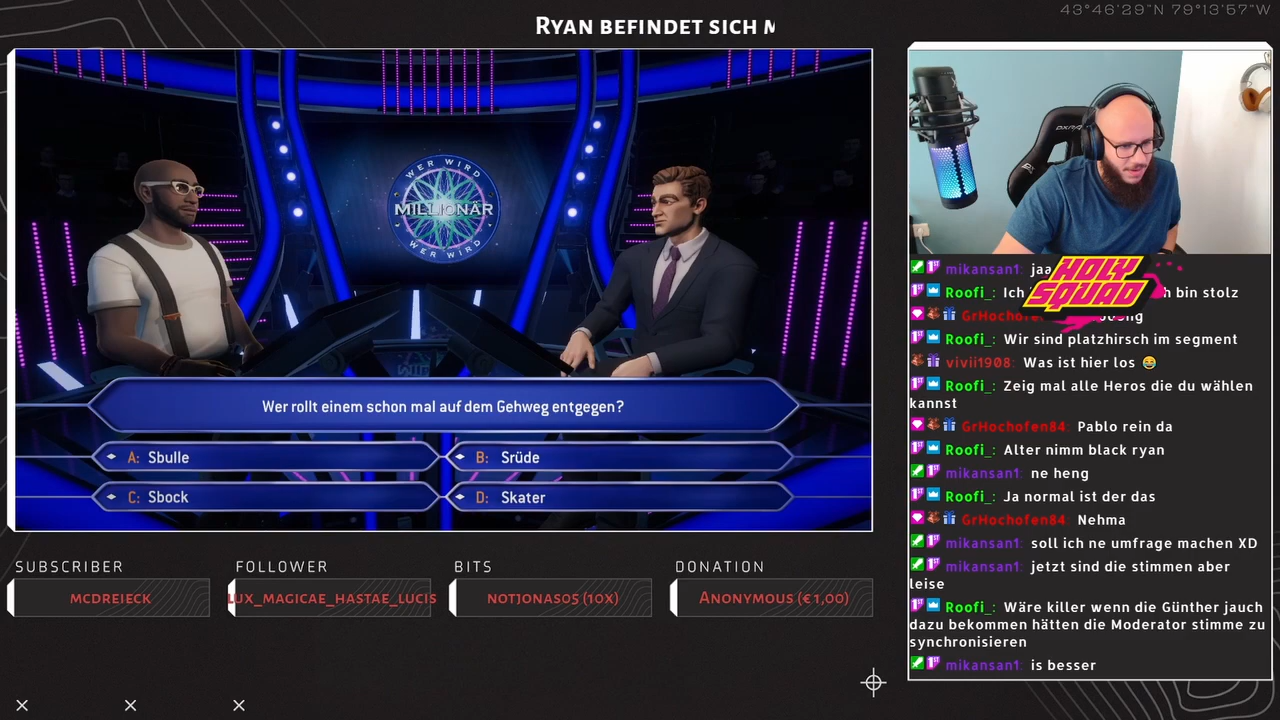 43°46'29"N 79°13'57"W
Ryan befindet sich m
WER WIRD
MILLIONÄR
WER WIRD
Wer rollt einem schon mal auf dem Gehweg entgegen?
A: Sbulle
B: Srüde
C: Sbock
D: Skater
SUBSCRIBER
FOLLOWER
BITS
DONATION
mcdreieck
lux_magicae_hastae_lucis
notjonas05 (10x)
Anonymous (€1,00)
DXRACER
HOLY
SQUAD
mikansan1: jaa
Roofi_: Ich h bin stolz
GrHochofe
Roofi_: Wir sind platzhirsch im segment
vivii1908: Was ist hier los 😂
Roofi_: Zeig mal alle Heros die du wählen
kannst
GrHochofen84: Pablo rein da
Roofi_: Alter nimm black ryan
mikansan1: ne heng
Roofi_: Ja normal ist der das
GrHochofen84: Nehma
mikansan1: soll ich ne umfrage machen XD
mikansan1: jetzt sind die stimmen aber
leise
Roofi_: Wäre killer wenn die Günther jauch
dazu bekommen hätten die Moderator stimme zu
synchronisieren
mikansan1: is besser